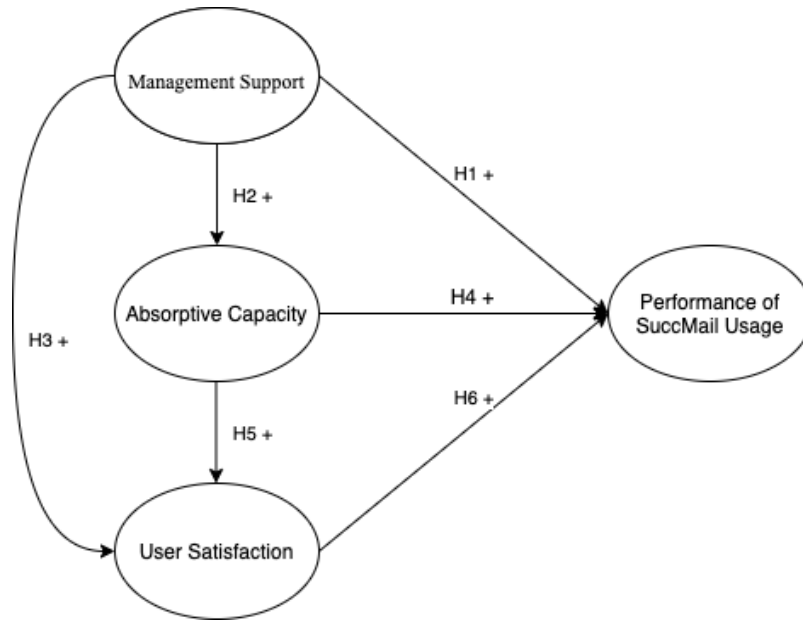 Management Support
H1 +
H2 +
Absorptive Capacity
H4 +
Performance of
SuccMail Usage
H3 +
H6 +
H5 +
User Satisfaction